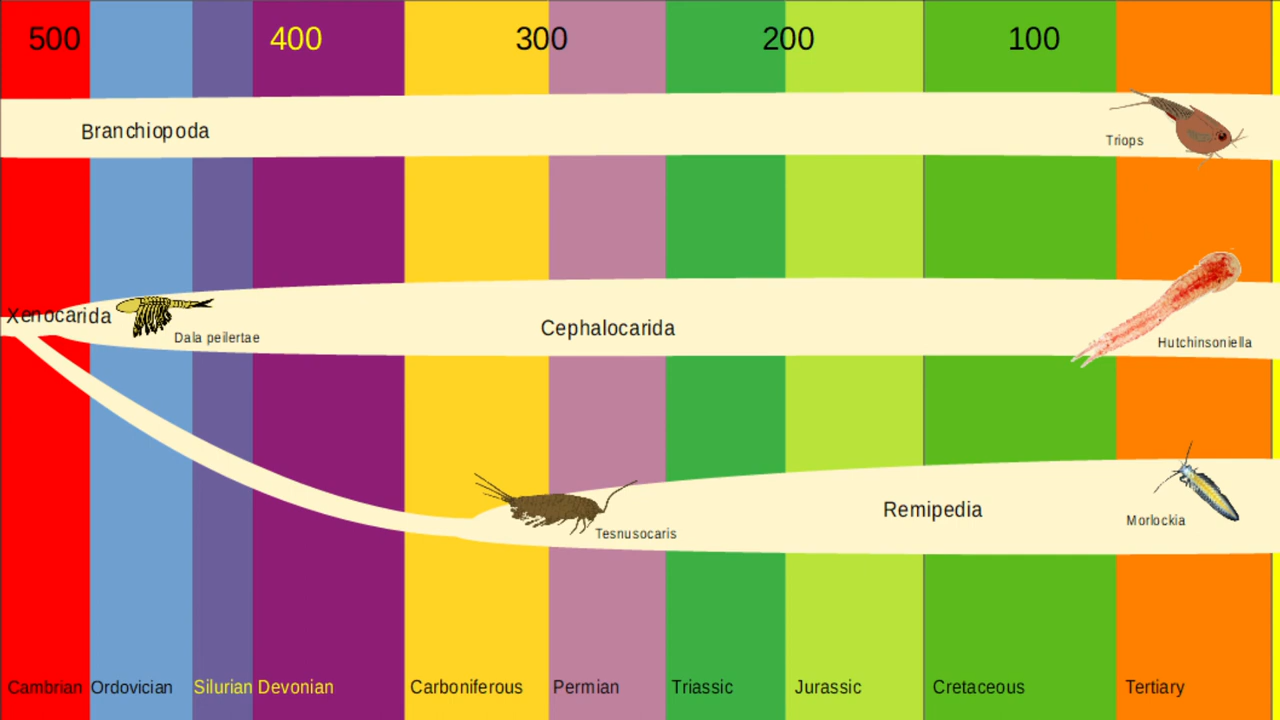 500 400 300 200 100
Branchiopoda
Triops
Xenocarida
Dala peilertae
Cephalocarida
Hutchinsoniella
Remipedia
Morlockia
Tesnusocaris
Cambrian Ordovician Silurian Devonian Carboniferous Permian Triassic Jurassic Cretaceous Tertiary